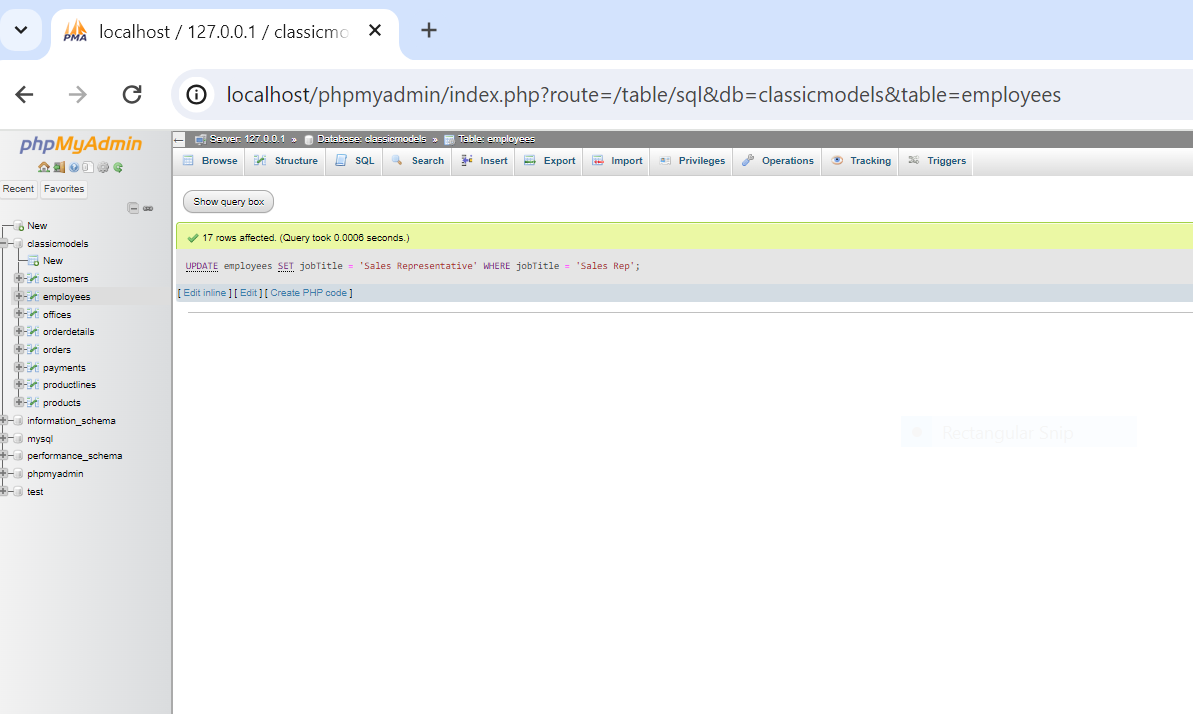 localhost / 127.0.0.1 / classicmo
localhost/phpmyadmin/index.php?route=/table/sql&db=classicmodels&table=employees
phpMyAdmin
Recent Favorites
New
classicmodels
New
customers
employees
offices
orderdetails
orders
payments
productlines
products
information_schema
mysql
performance_schema
phpmyadmin
test
Server: 127.0.0.1 » Database: classicmodels » Table: employees
Browse Structure SQL Search Insert Export Import Privileges Operations Tracking Triggers
Show query box
17 rows affected. (Query took 0.0006 seconds.)
UPDATE employees SET jobTitle = 'Sales Representative' WHERE jobTitle = 'Sales Rep';
[ Edit inline ] [ Edit ] [ Create PHP code ]
Rectangular Snip